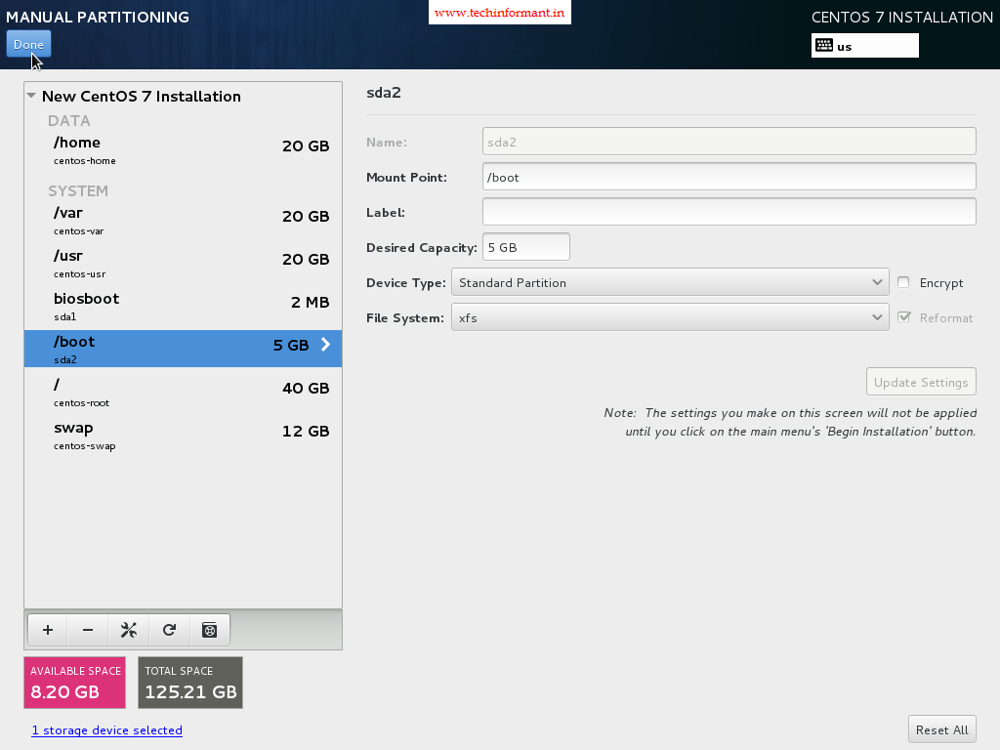 MANUAL PARTITIONING
www.techinformant.in
CENTOS 7 INSTALLATION
Done
us
New CentOS 7 Installation
DATA
/home
20 GB
centos-home
SYSTEM
/var
20 GB
centos-var
/usr
20 GB
centos-usr
biosboot
2 MB
sda1
/boot
5 GB
sda2
/
40 GB
centos-root
swap
12 GB
centos-swap
sda2
Name: sda2
Mount Point: /boot
Label:
Desired Capacity: 5 GB
Device Type: Standard Partition Encrypt
File System: xfs Reformat
Update Settings
Note: The settings you make on this screen will not be applied
until you click on the main menu's 'Begin Installation' button.
AVAILABLE SPACE
8.20 GB
TOTAL SPACE
125.21 GB
1 storage device selected
Reset All